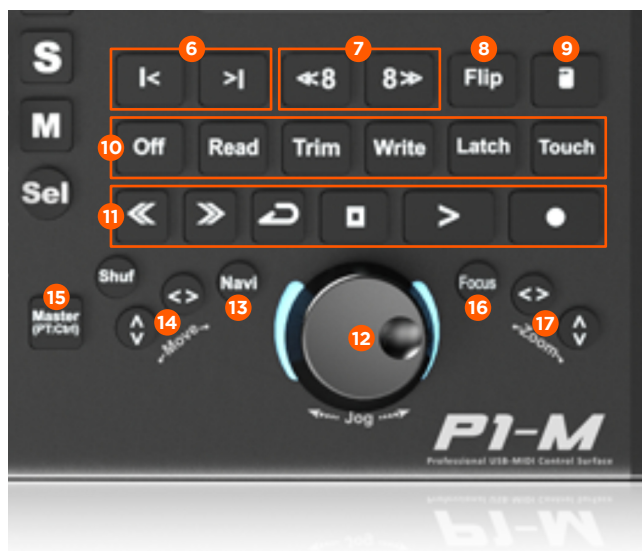 6 7 8 9
S
|< >| ≪8 8≫ Flip
M
10 Off Read Trim Write Latch Touch
Sel
11 ≪ ≫ >
Shuf <> Navi Focus <>
15 13 16
Master
(PT:Ctrl)
14 12 17
Move Zoom
Jog
P1-M
Professional USB-MIDI Control Surface